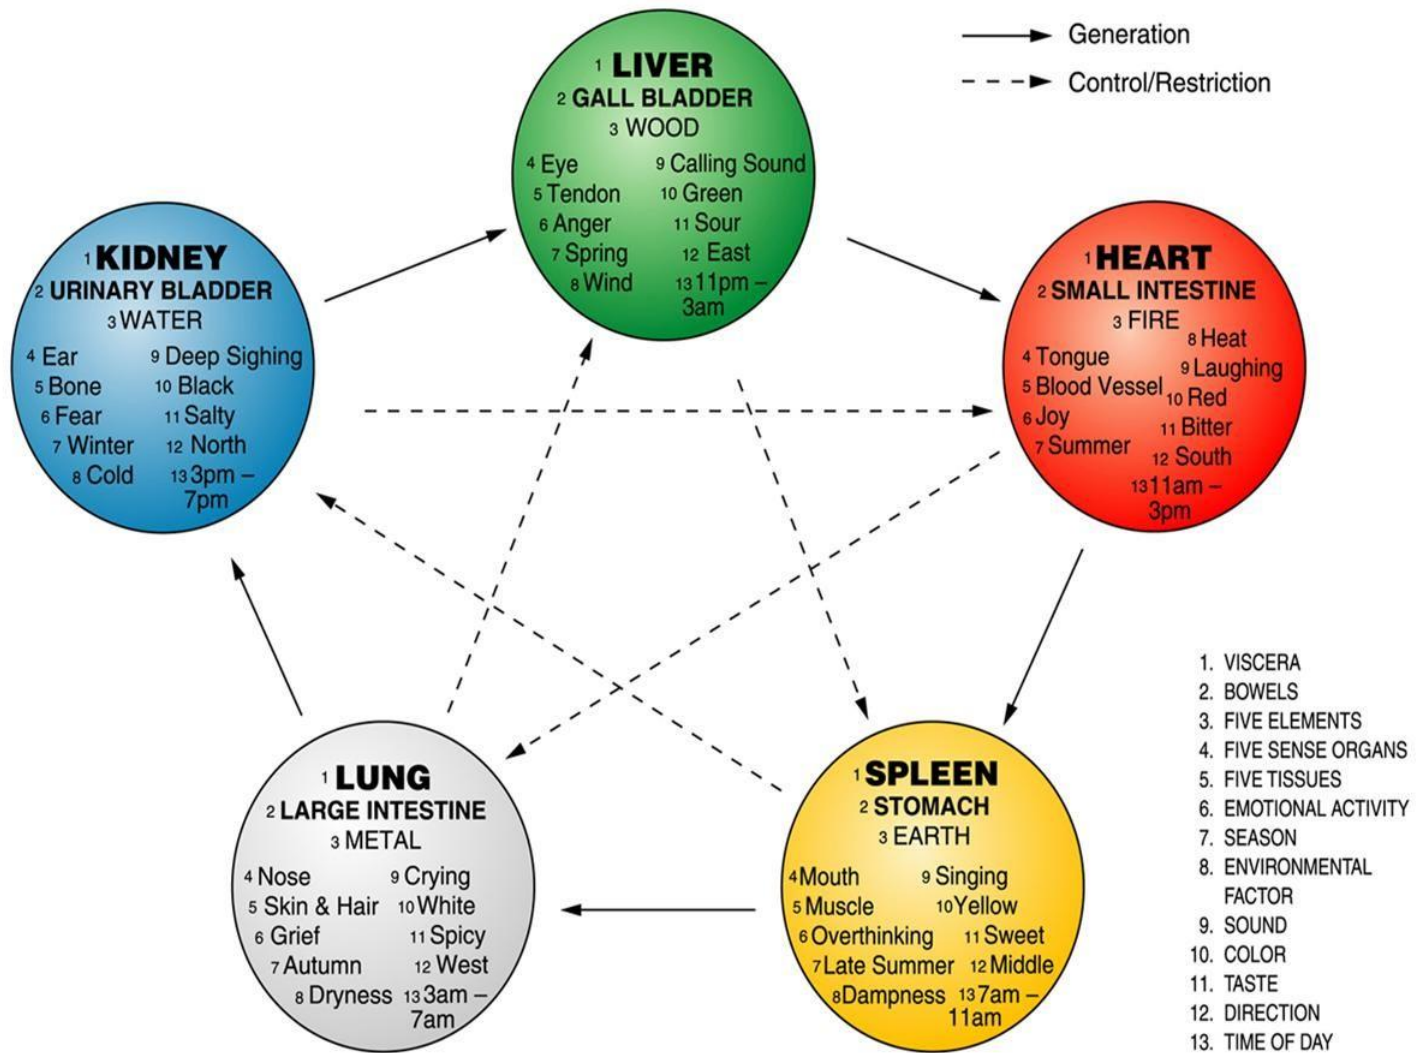 Generation
Control/Restriction
1 LIVER
2 GALL BLADDER
3 WOOD
4 Eye
5 Tendon
6 Anger
7 Spring
8 Wind
9 Calling Sound
10 Green
11 Sour
12 East
13 11pm –
3am
1 KIDNEY
2 URINARY BLADDER
3 WATER
4 Ear
5 Bone
6 Fear
7 Winter
8 Cold
9 Deep Sighing
10 Black
11 Salty
12 North
13 3pm –
7pm
1 HEART
2 SMALL INTESTINE
3 FIRE
4 Tongue
5 Blood Vessel
6 Joy
7 Summer
8 Heat
9 Laughing
10 Red
11 Bitter
12 South
13 11am –
3pm
1 LUNG
2 LARGE INTESTINE
3 METAL
4 Nose
5 Skin & Hair
6 Grief
7 Autumn
8 Dryness
9 Crying
10 White
11 Spicy
12 West
13 3am –
7am
1 SPLEEN
2 STOMACH
3 EARTH
4 Mouth
5 Muscle
6 Overthinking
7 Late Summer
8 Dampness
9 Singing
10 Yellow
11 Sweet
12 Middle
13 7am –
11am
1. VISCERA
2. BOWELS
3. FIVE ELEMENTS
4. FIVE SENSE ORGANS
5. FIVE TISSUES
6. EMOTIONAL ACTIVITY
7. SEASON
8. ENVIRONMENTAL
FACTOR
9. SOUND
10. COLOR
11. TASTE
12. DIRECTION
13. TIME OF DAY